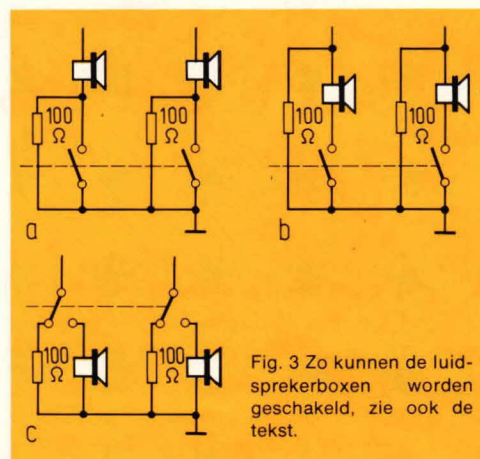 100 Ω
100 Ω
a
100 Ω
100 Ω
b
100 Ω
100 Ω
c
Fig. 3 Zo kunnen de luid-
sprekerboxen worden
geschakeld, zie ook de
tekst.